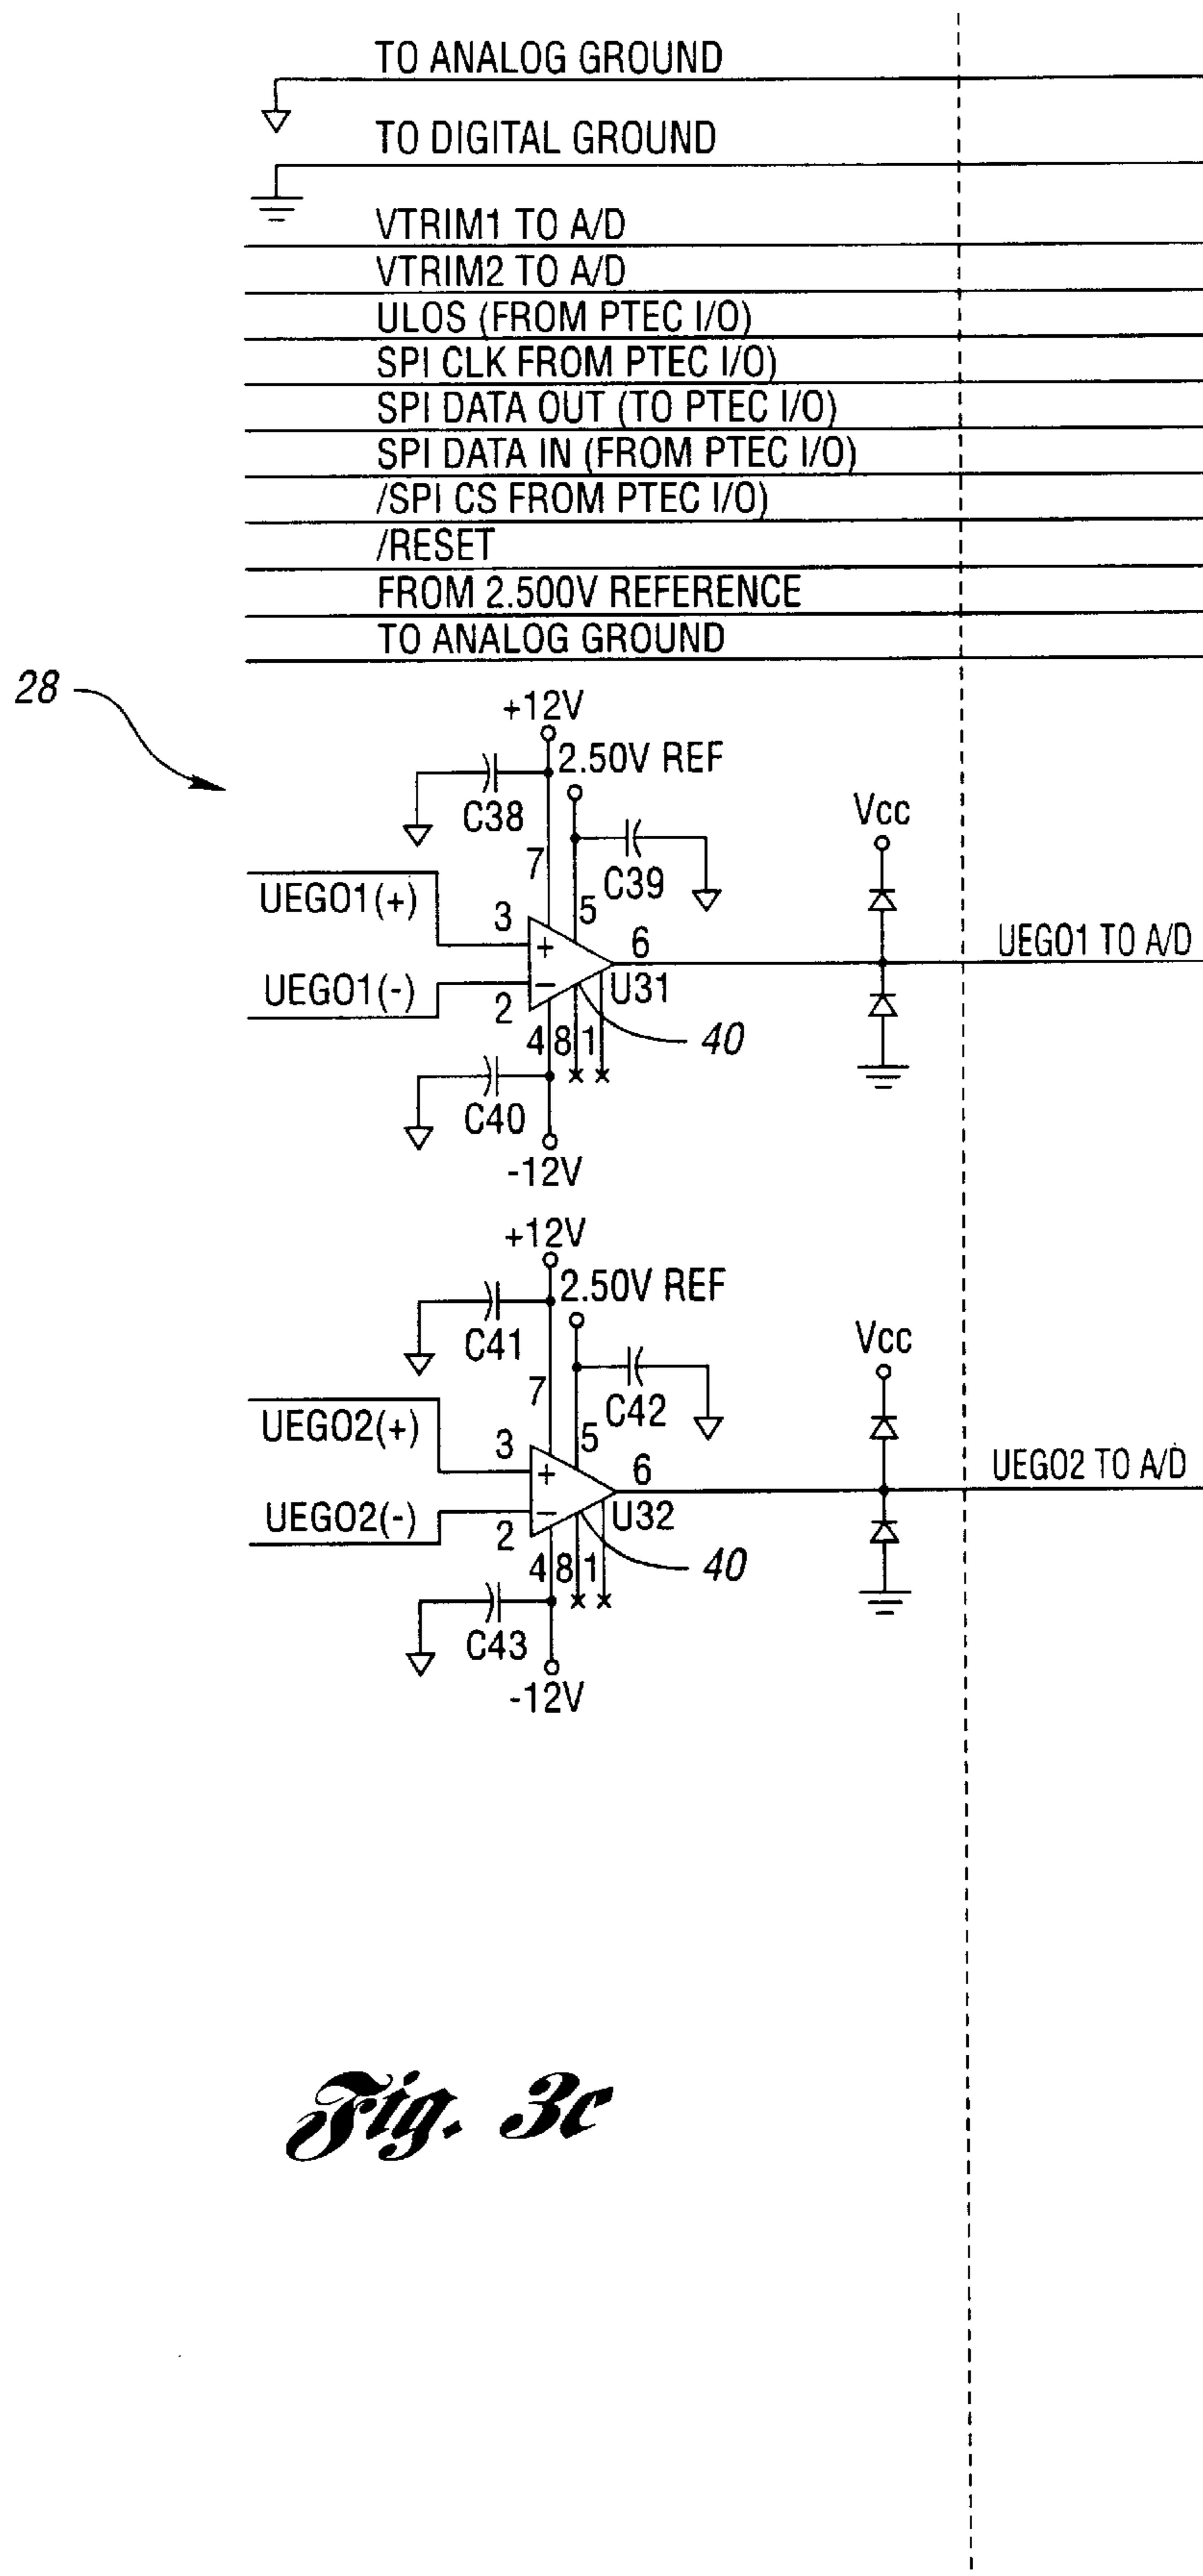 TO ANALOG GROUND
TO DIGITAL GROUND
VTRIM1 TO A/D
VTRIM2 TO A/D
ULOS (FROM PTEC I/O)
SPI CLK FROM PTEC I/O)
SPI DATA OUT (TO PTEC I/O)
SPI DATA IN (FROM PTEC I/O)
/SPI CS FROM PTEC I/O)
/RESET
FROM 2.500V REFERENCE
TO ANALOG GROUND
28
+12V
2.50V REF
C38
Vcc
7
C39
UEGO1(+)
5
3
6
UEGO1 TO A/D
+
UEGO1(-)
-
U31
2
4 8 1
40
C40
-12V
+12V
2.50V REF
C41
Vcc
7
C42
UEGO2(+)
5
3
6
UEGO2 TO A/D
+
UEGO2(-)
-
U32
2
4 8 1
40
C43
-12V
Fig. 3c